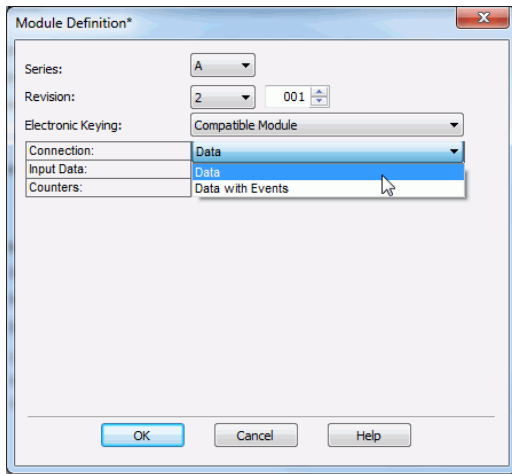 Module Definition*
Series: A
Revision: 2 001
Electronic Keying: Compatible Module
Connection: Data
Input Data: Data
Counters: Data with Events
OK Cancel Help